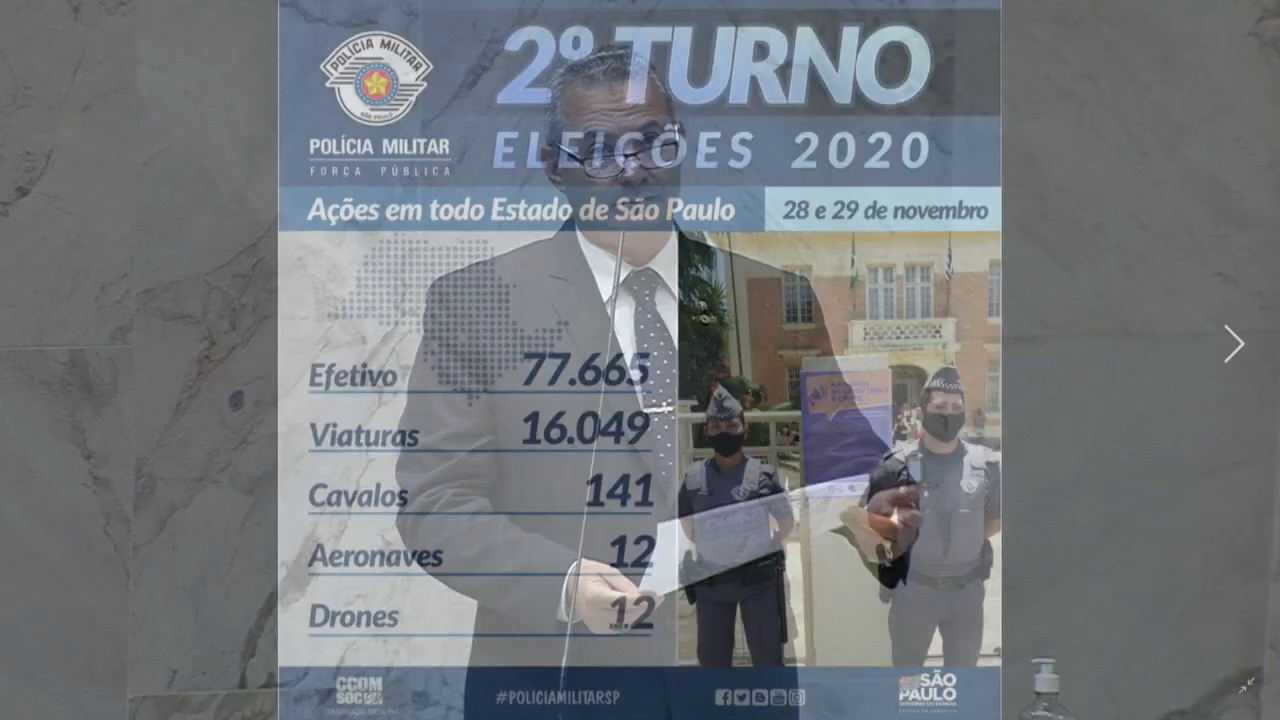 POLÍCIA MILITAR
SÃO PAULO
POLÍCIA MILITAR
FORÇA PÚBLICA
2º TURNO
ELEIÇÕES 2020
Ações em todo Estado de São Paulo
28 e 29 de novembro
Efetivo 77.665
Viaturas 16.049
Cavalos 141
Aeronaves 12
Drones 12
CCOM
SOC
#POLICIAMILITARSP
SÃO
PAULO